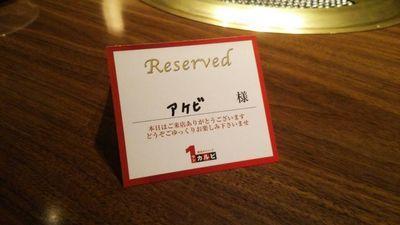 Reserved
アケビ 様
本日はご来店ありがとうございます
どうぞごゆっくりお楽しみ下さいませ
1 カルビ